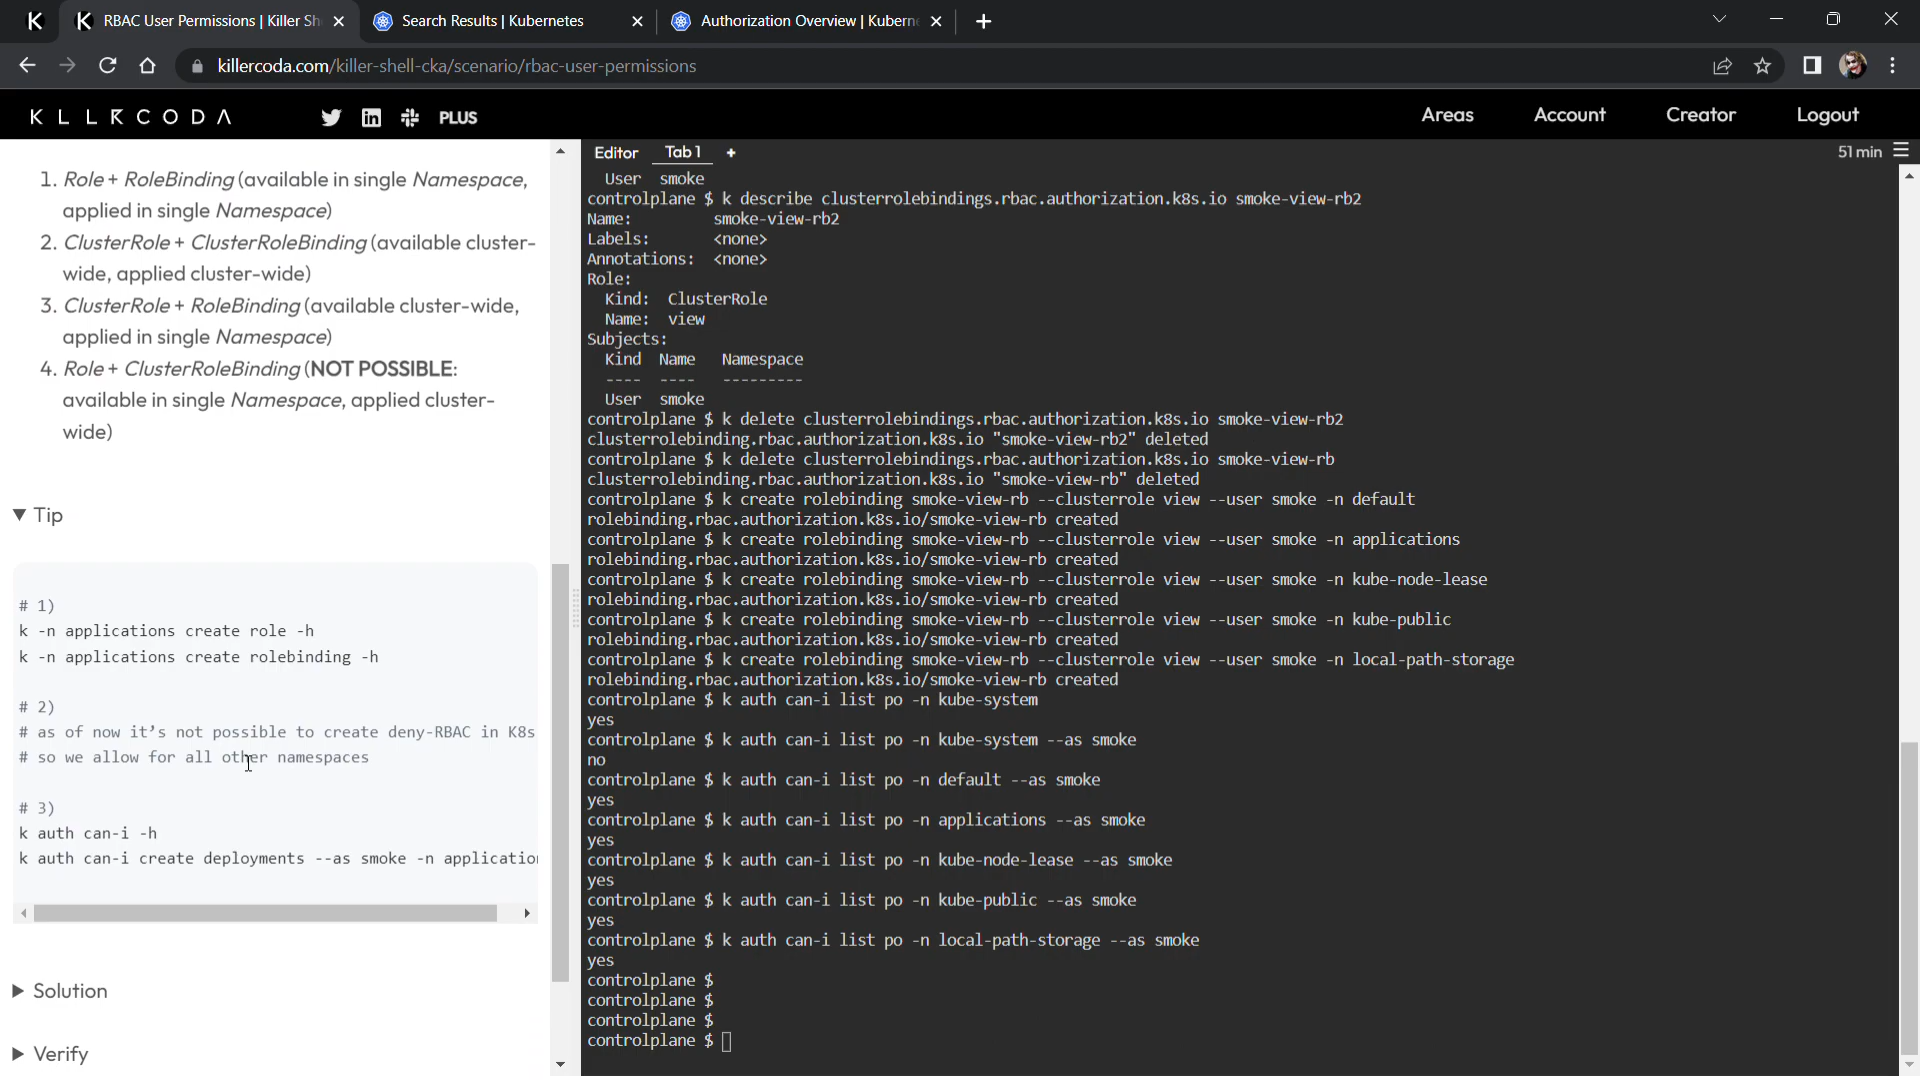 RBAC User Permissions | Killer Sh
Search Results | Kubernetes
Authorization Overview | Kubern
killercoda.com/killer-shell-cka/scenario/rbac-user-permissions
KLLRCODA
PLUS
Areas
Account
Creator
Logout
1. Role + RoleBinding (available in single Namespace,
applied in single Namespace)
2. ClusterRole + ClusterRoleBinding (available cluster-
wide, applied cluster-wide)
3. ClusterRole + RoleBinding (available cluster-wide,
applied in single Namespace)
4. Role + ClusterRoleBinding (NOT POSSIBLE:
available in single Namespace, applied cluster-
wide)
▼ Tip
# 1)
k -n applications create role -h
k -n applications create rolebinding -h
# 2)
# as of now it’s not possible to create deny-RBAC in K8s
# so we allow for all other namespaces
# 3)
k auth can-i -h
k auth can-i create deployments --as smoke -n application
▶ Solution
▶ Verify
Editor Tab 1 +
51 min
User smoke
controlplane $ k describe clusterrolebindings.rbac.authorization.k8s.io smoke-view-rb2
Name: smoke-view-rb2
Labels: <none>
Annotations: <none>
Role:
Kind: ClusterRole
Name: view
Subjects:
Kind Name Namespace
---- ---- ---------
User smoke
controlplane $ k delete clusterrolebindings.rbac.authorization.k8s.io smoke-view-rb2
clusterrolebinding.rbac.authorization.k8s.io "smoke-view-rb2" deleted
controlplane $ k delete clusterrolebindings.rbac.authorization.k8s.io smoke-view-rb
clusterrolebinding.rbac.authorization.k8s.io "smoke-view-rb" deleted
controlplane $ k create rolebinding smoke-view-rb --clusterrole view --user smoke -n default
rolebinding.rbac.authorization.k8s.io/smoke-view-rb created
controlplane $ k create rolebinding smoke-view-rb --clusterrole view --user smoke -n applications
rolebinding.rbac.authorization.k8s.io/smoke-view-rb created
controlplane $ k create rolebinding smoke-view-rb --clusterrole view --user smoke -n kube-node-lease
rolebinding.rbac.authorization.k8s.io/smoke-view-rb created
controlplane $ k create rolebinding smoke-view-rb --clusterrole view --user smoke -n kube-public
rolebinding.rbac.authorization.k8s.io/smoke-view-rb created
controlplane $ k create rolebinding smoke-view-rb --clusterrole view --user smoke -n local-path-storage
rolebinding.rbac.authorization.k8s.io/smoke-view-rb created
controlplane $ k auth can-i list po -n kube-system
yes
controlplane $ k auth can-i list po -n kube-system --as smoke
no
controlplane $ k auth can-i list po -n default --as smoke
yes
controlplane $ k auth can-i list po -n applications --as smoke
yes
controlplane $ k auth can-i list po -n kube-node-lease --as smoke
yes
controlplane $ k auth can-i list po -n kube-public --as smoke
yes
controlplane $ k auth can-i list po -n local-path-storage --as smoke
yes
controlplane $
controlplane $
controlplane $
controlplane $